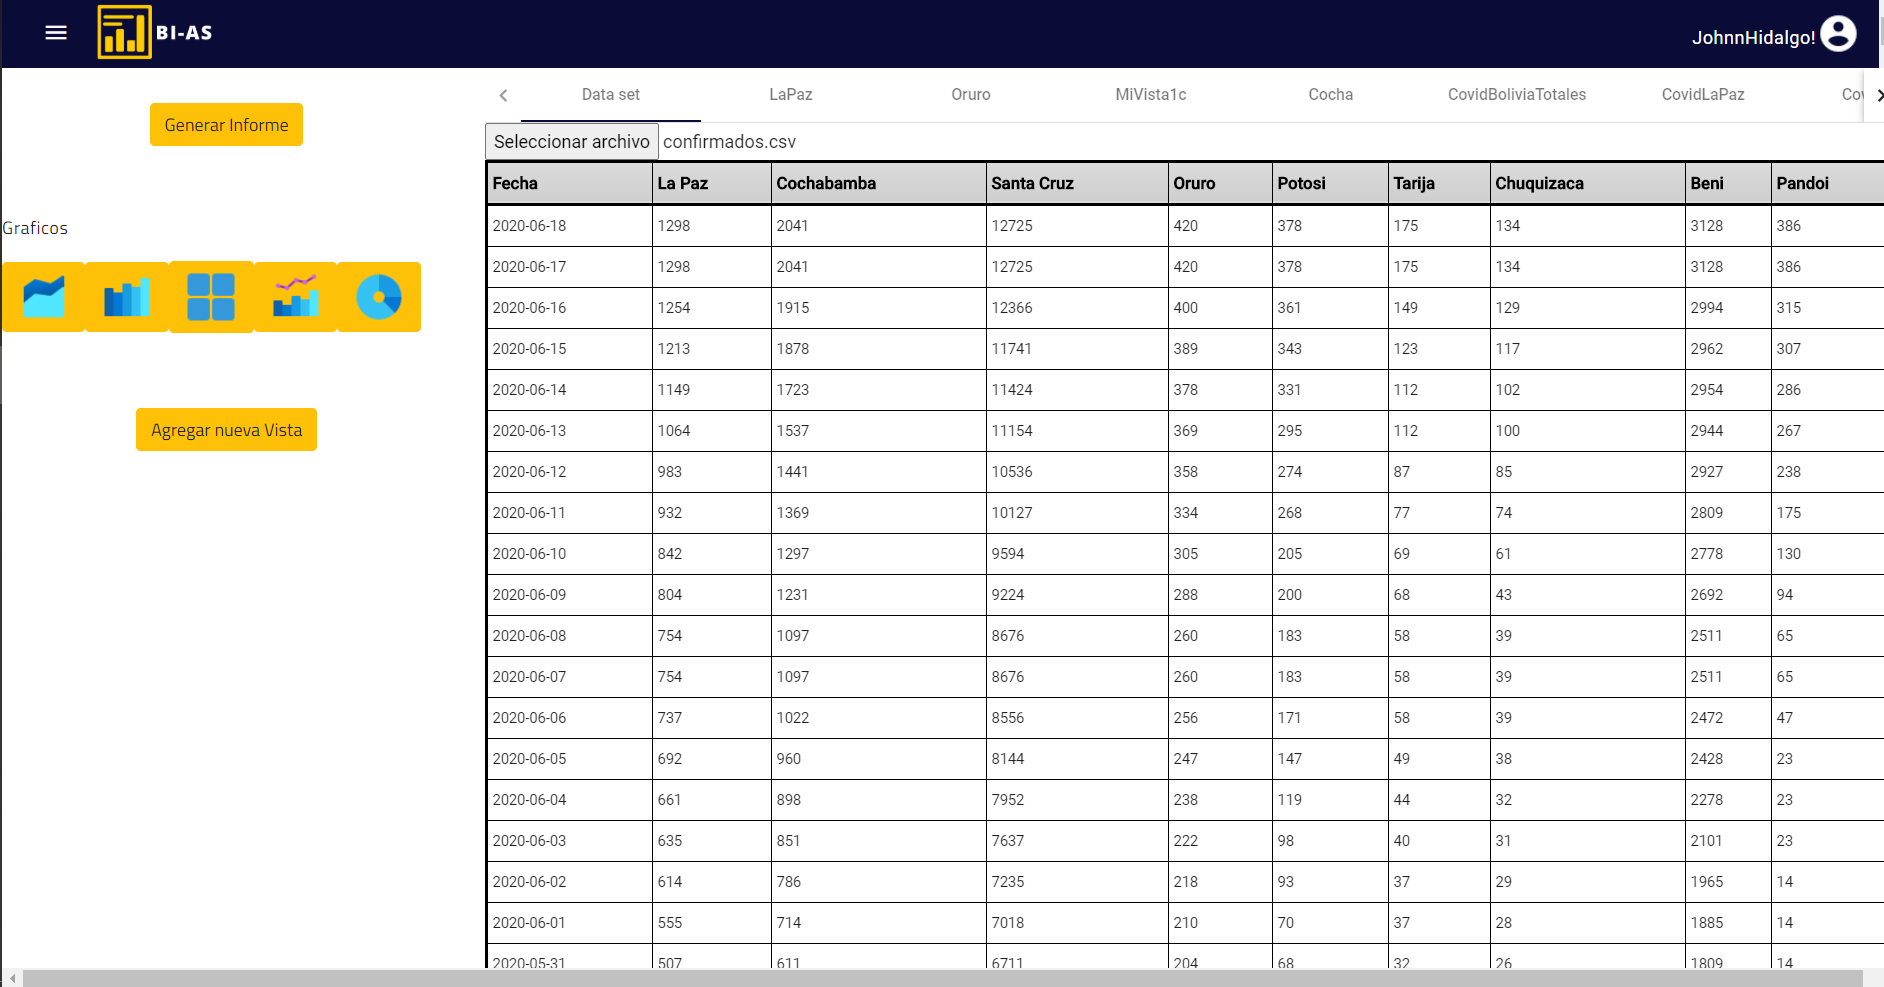 BI-AS
JohnnHidalgo!
Generar Informe
Graficos
Agregar nueva Vista
Data set LaPaz Oruro MiVista1c Cocha CovidBoliviaTotales CovidLaPaz
Seleccionar archivo confirmados.csv
Fecha La Paz Cochabamba Santa Cruz Oruro Potosi Tarija Chuquizaca Beni Pandoi
2020-06-18 1298 2041 12725 420 378 175 134 3128 386
2020-06-17 1298 2041 12725 420 378 175 134 3128 386
2020-06-16 1254 1915 12366 400 361 149 129 2994 315
2020-06-15 1213 1878 11741 389 343 123 117 2962 307
2020-06-14 1149 1723 11424 378 331 112 102 2954 286
2020-06-13 1064 1537 11154 369 295 112 100 2944 267
2020-06-12 983 1441 10536 358 274 87 85 2927 238
2020-06-11 932 1369 10127 334 268 77 74 2809 175
2020-06-10 842 1297 9594 305 205 69 61 2778 130
2020-06-09 804 1231 9224 288 200 68 43 2692 94
2020-06-08 754 1097 8676 260 183 58 39 2511 65
2020-06-07 754 1097 8676 260 183 58 39 2511 65
2020-06-06 737 1022 8556 256 171 58 39 2472 47
2020-06-05 692 960 8144 247 147 49 38 2428 23
2020-06-04 661 898 7952 238 119 44 32 2278 23
2020-06-03 635 851 7637 222 98 40 31 2101 23
2020-06-02 614 786 7235 218 93 37 29 1965 14
2020-06-01 555 714 7018 210 70 37 28 1885 14
2020-05-31 507 611 6711 204 68 32 26 1809 14